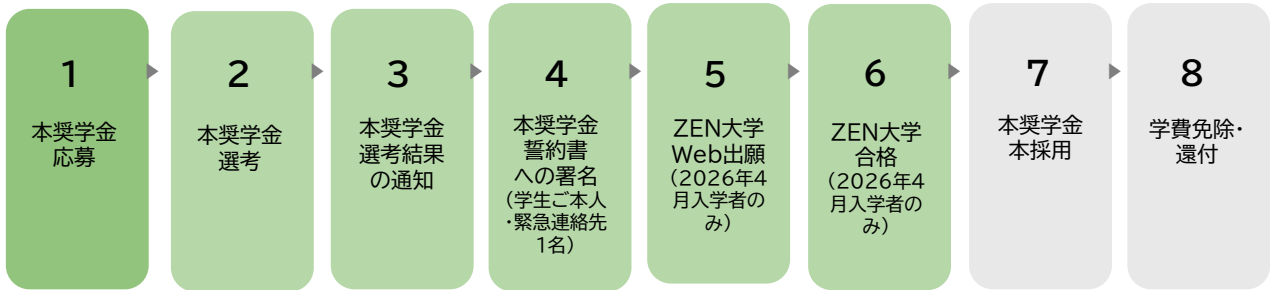 1
本奨学金
応募
2
本奨学金
選考
3
本奨学金
選考結果
の通知
4
本奨学金
誓約書
への署名
(学生ご本人
・緊急連絡先
1名)
5
ZEN大学
Web出願
(2026年4
月入学者の
み)
6
ZEN大学
合格
(2026年4
月入学者の
み)
7
本奨学金
本採用
8
学費免除・
還付